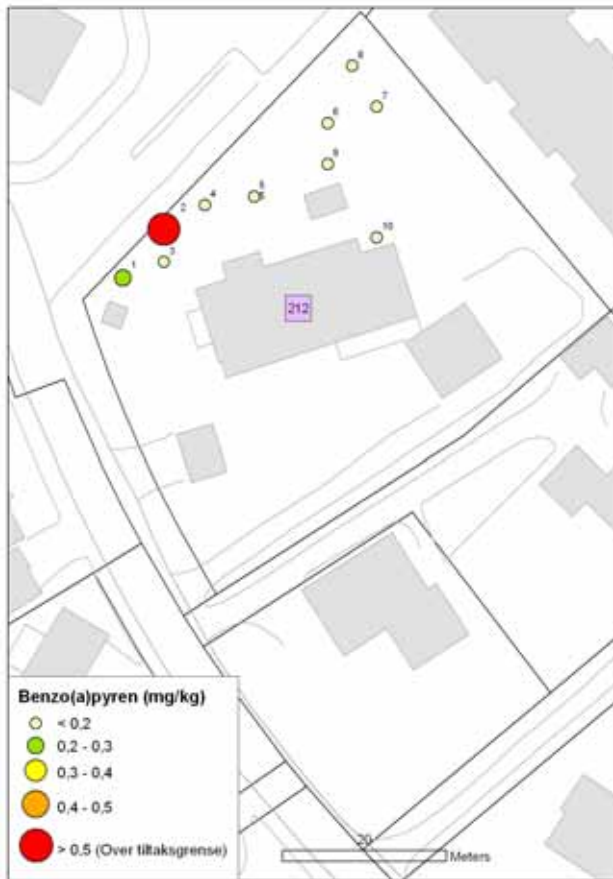 8
7
6
9
4
5
2
10
3
1
212
Benzo(a)pyren (mg/kg)
< 0,2
0,2 - 0,3
0,3 - 0,4
0,4 - 0,5
> 0,5 (Over tiltaksgrense)
20
Meters